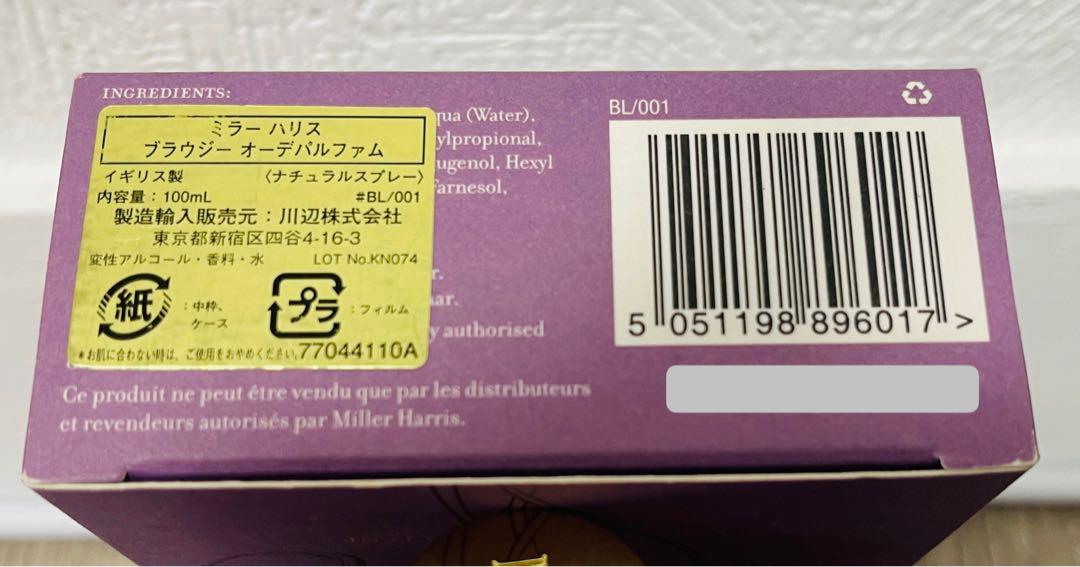 INGREDIENTS:
(Water),
ylpropional,
ugenol, Hexyl
Farnesol,
ミラー ハリス
ブラウジー オーデパルファム
イギリス製 〈ナチュラルスプレー〉
内容量:100mL #BL/001
製造輸入販売元:川辺株式会社
東京都新宿区四谷4-16-3
変性アルコール・香料・水 LOT No.KN074
紙 :中枠、
ケース
プラ :フィルム
*お肌に合わない時は、ご使用をおやめください。77044110A
authorised
Ce produit ne peut être vendu que par les distributeurs
et revendeurs autorisés par Miller Harris.
BL/001
5 051198 896017 >